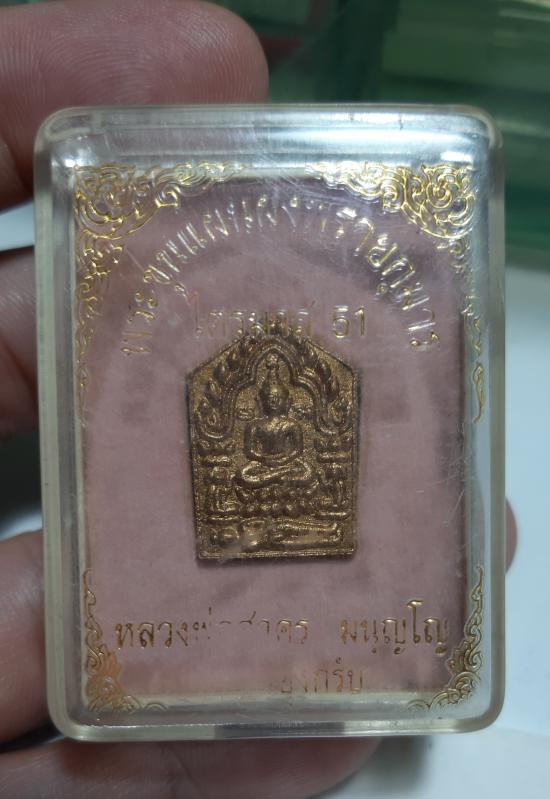 พระขุนแผนผงพรายกุมาร
ไตรมาส 51
หลวงพ่อสาคร มนุญโญ